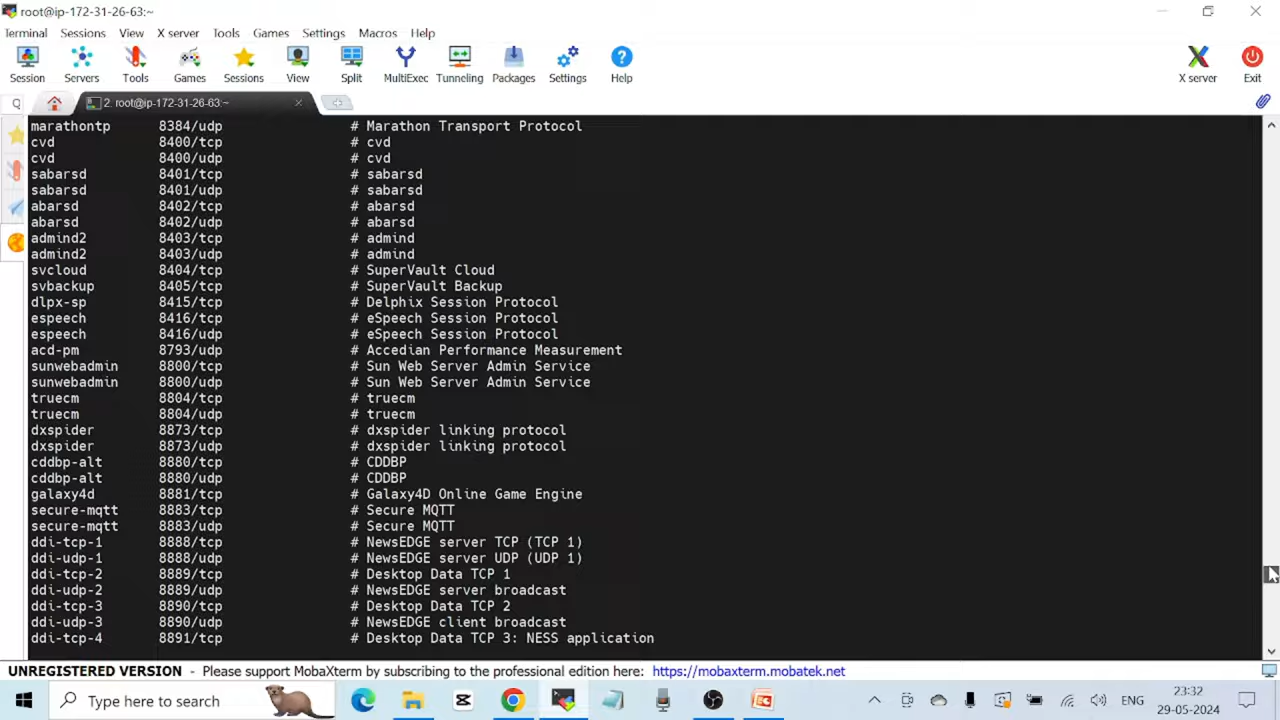 root@ip-172-31-26-63:~
Terminal Sessions View X server Tools Games Settings Macros Help
Session Servers Tools Games Sessions View Split MultiExec Tunneling Packages Settings Help X server Exit
2. root@ip-172-31-26-63:~
marathontp 8384/udp # Marathon Transport Protocol
cvd 8400/tcp # cvd
cvd 8400/udp # cvd
sabarsd 8401/tcp # sabarsd
sabarsd 8401/udp # sabarsd
abarsd 8402/tcp # abarsd
abarsd 8402/udp # abarsd
admind2 8403/tcp # admind
admind2 8403/udp # admind
svcloud 8404/tcp # SuperVault Cloud
svbackup 8405/tcp # SuperVault Backup
dlpx-sp 8415/tcp # Delphix Session Protocol
espeech 8416/tcp # eSpeech Session Protocol
espeech 8416/udp # eSpeech Session Protocol
acd-pm 8793/udp # Accedian Performance Measurement
sunwebadmin 8800/tcp # Sun Web Server Admin Service
sunwebadmin 8800/udp # Sun Web Server Admin Service
truecm 8804/tcp # truecm
truecm 8804/udp # truecm
dxspider 8873/tcp # dxspider linking protocol
dxspider 8873/udp # dxspider linking protocol
cddbp-alt 8880/tcp # CDDBP
cddbp-alt 8880/udp # CDDBP
galaxy4d 8881/tcp # Galaxy4D Online Game Engine
secure-mqtt 8883/tcp # Secure MQTT
secure-mqtt 8883/udp # Secure MQTT
ddi-tcp-1 8888/tcp # NewsEDGE server TCP (TCP 1)
ddi-udp-1 8888/udp # NewsEDGE server UDP (UDP 1)
ddi-tcp-2 8889/tcp # Desktop Data TCP 1
ddi-udp-2 8889/udp # NewsEDGE server broadcast
ddi-tcp-3 8890/tcp # Desktop Data TCP 2
ddi-udp-3 8890/udp # NewsEDGE client broadcast
ddi-tcp-4 8891/tcp # Desktop Data TCP 3: NESS application
UNREGISTERED VERSION - Please support MobaXterm by subscribing to the professional edition here: https://mobaxterm.mobatek.net
Type here to search
ENG
23:32
29-05-2024